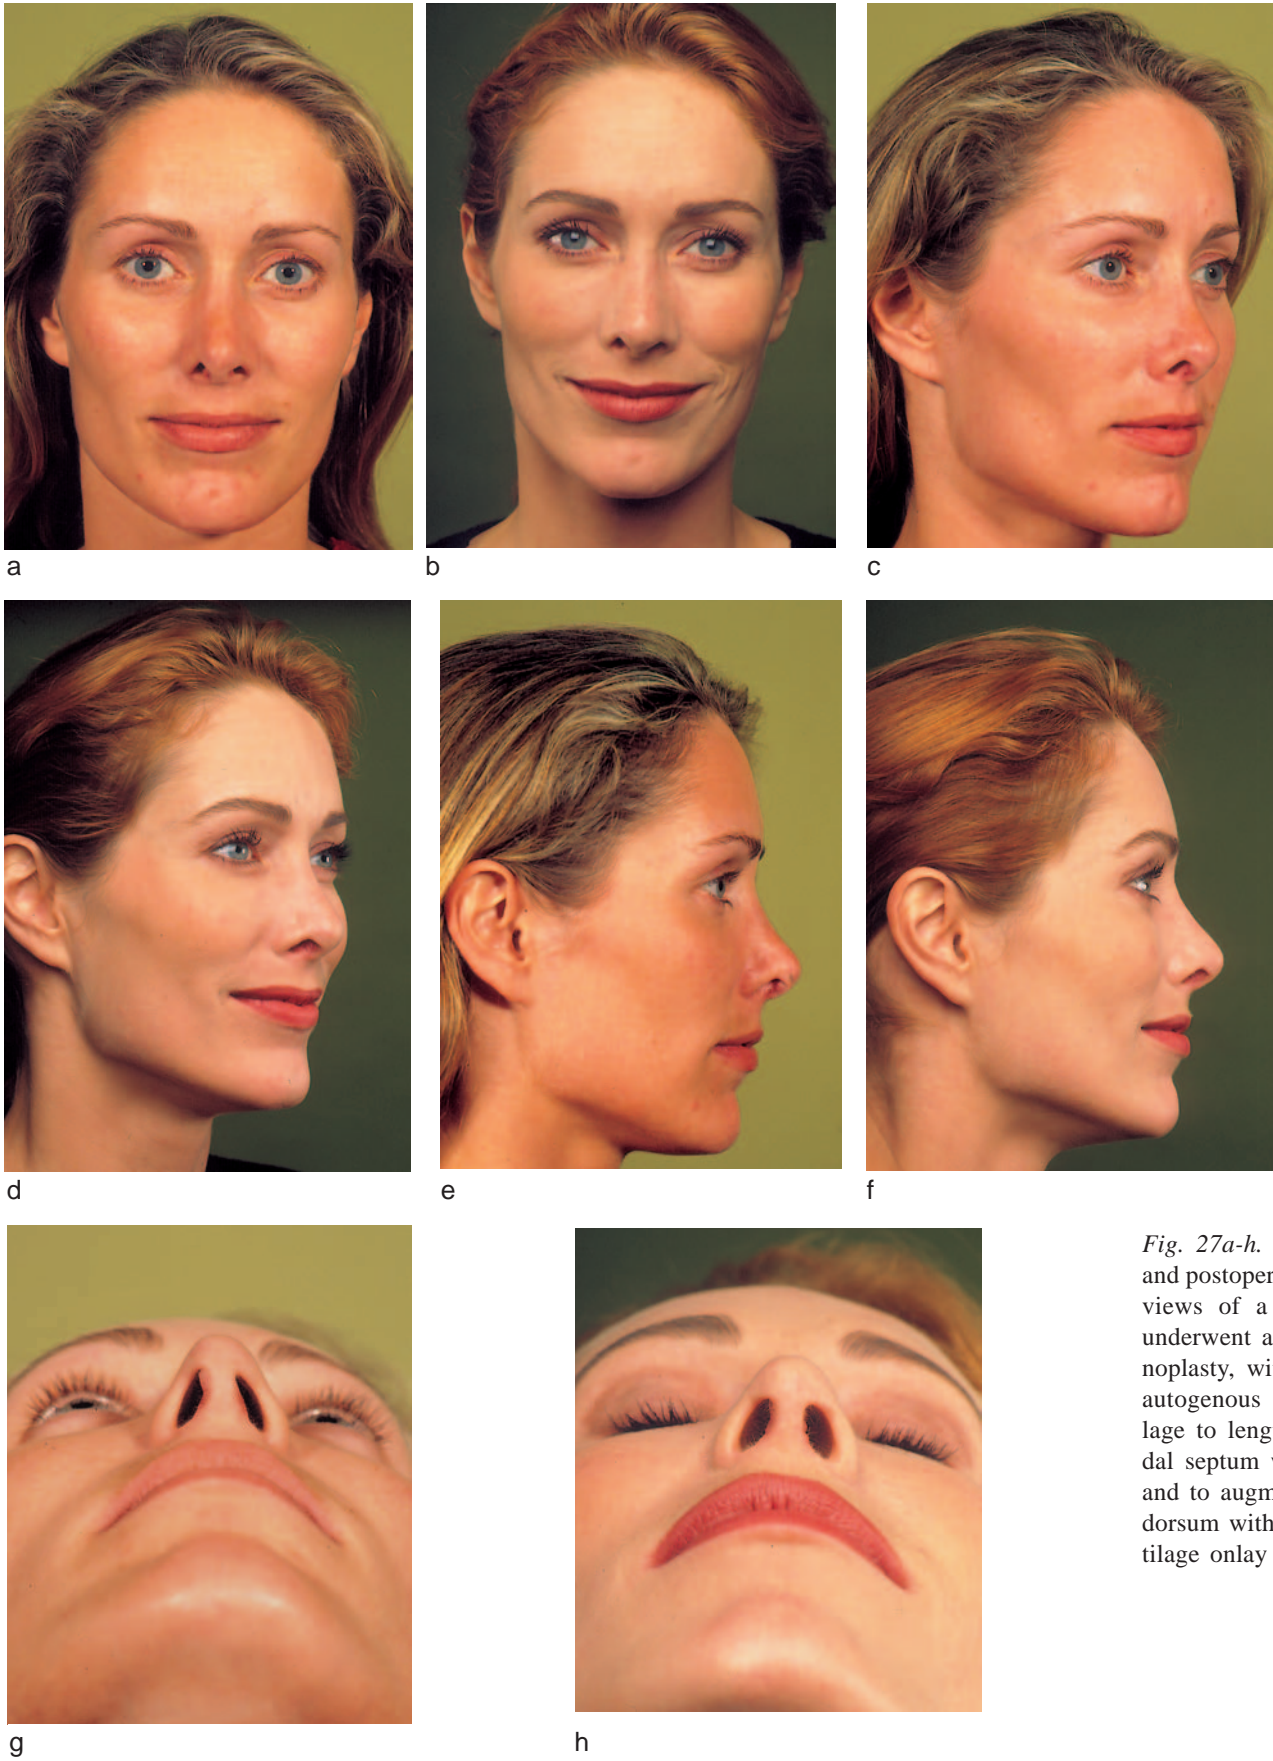 a
b
c
d
e
f
Fig. 27a-h.
and postoper
views of a
underwent a
noplasty, wi
autogenous
lage to leng
dal septum
and to augm
dorsum with
tilage onlay
g
h